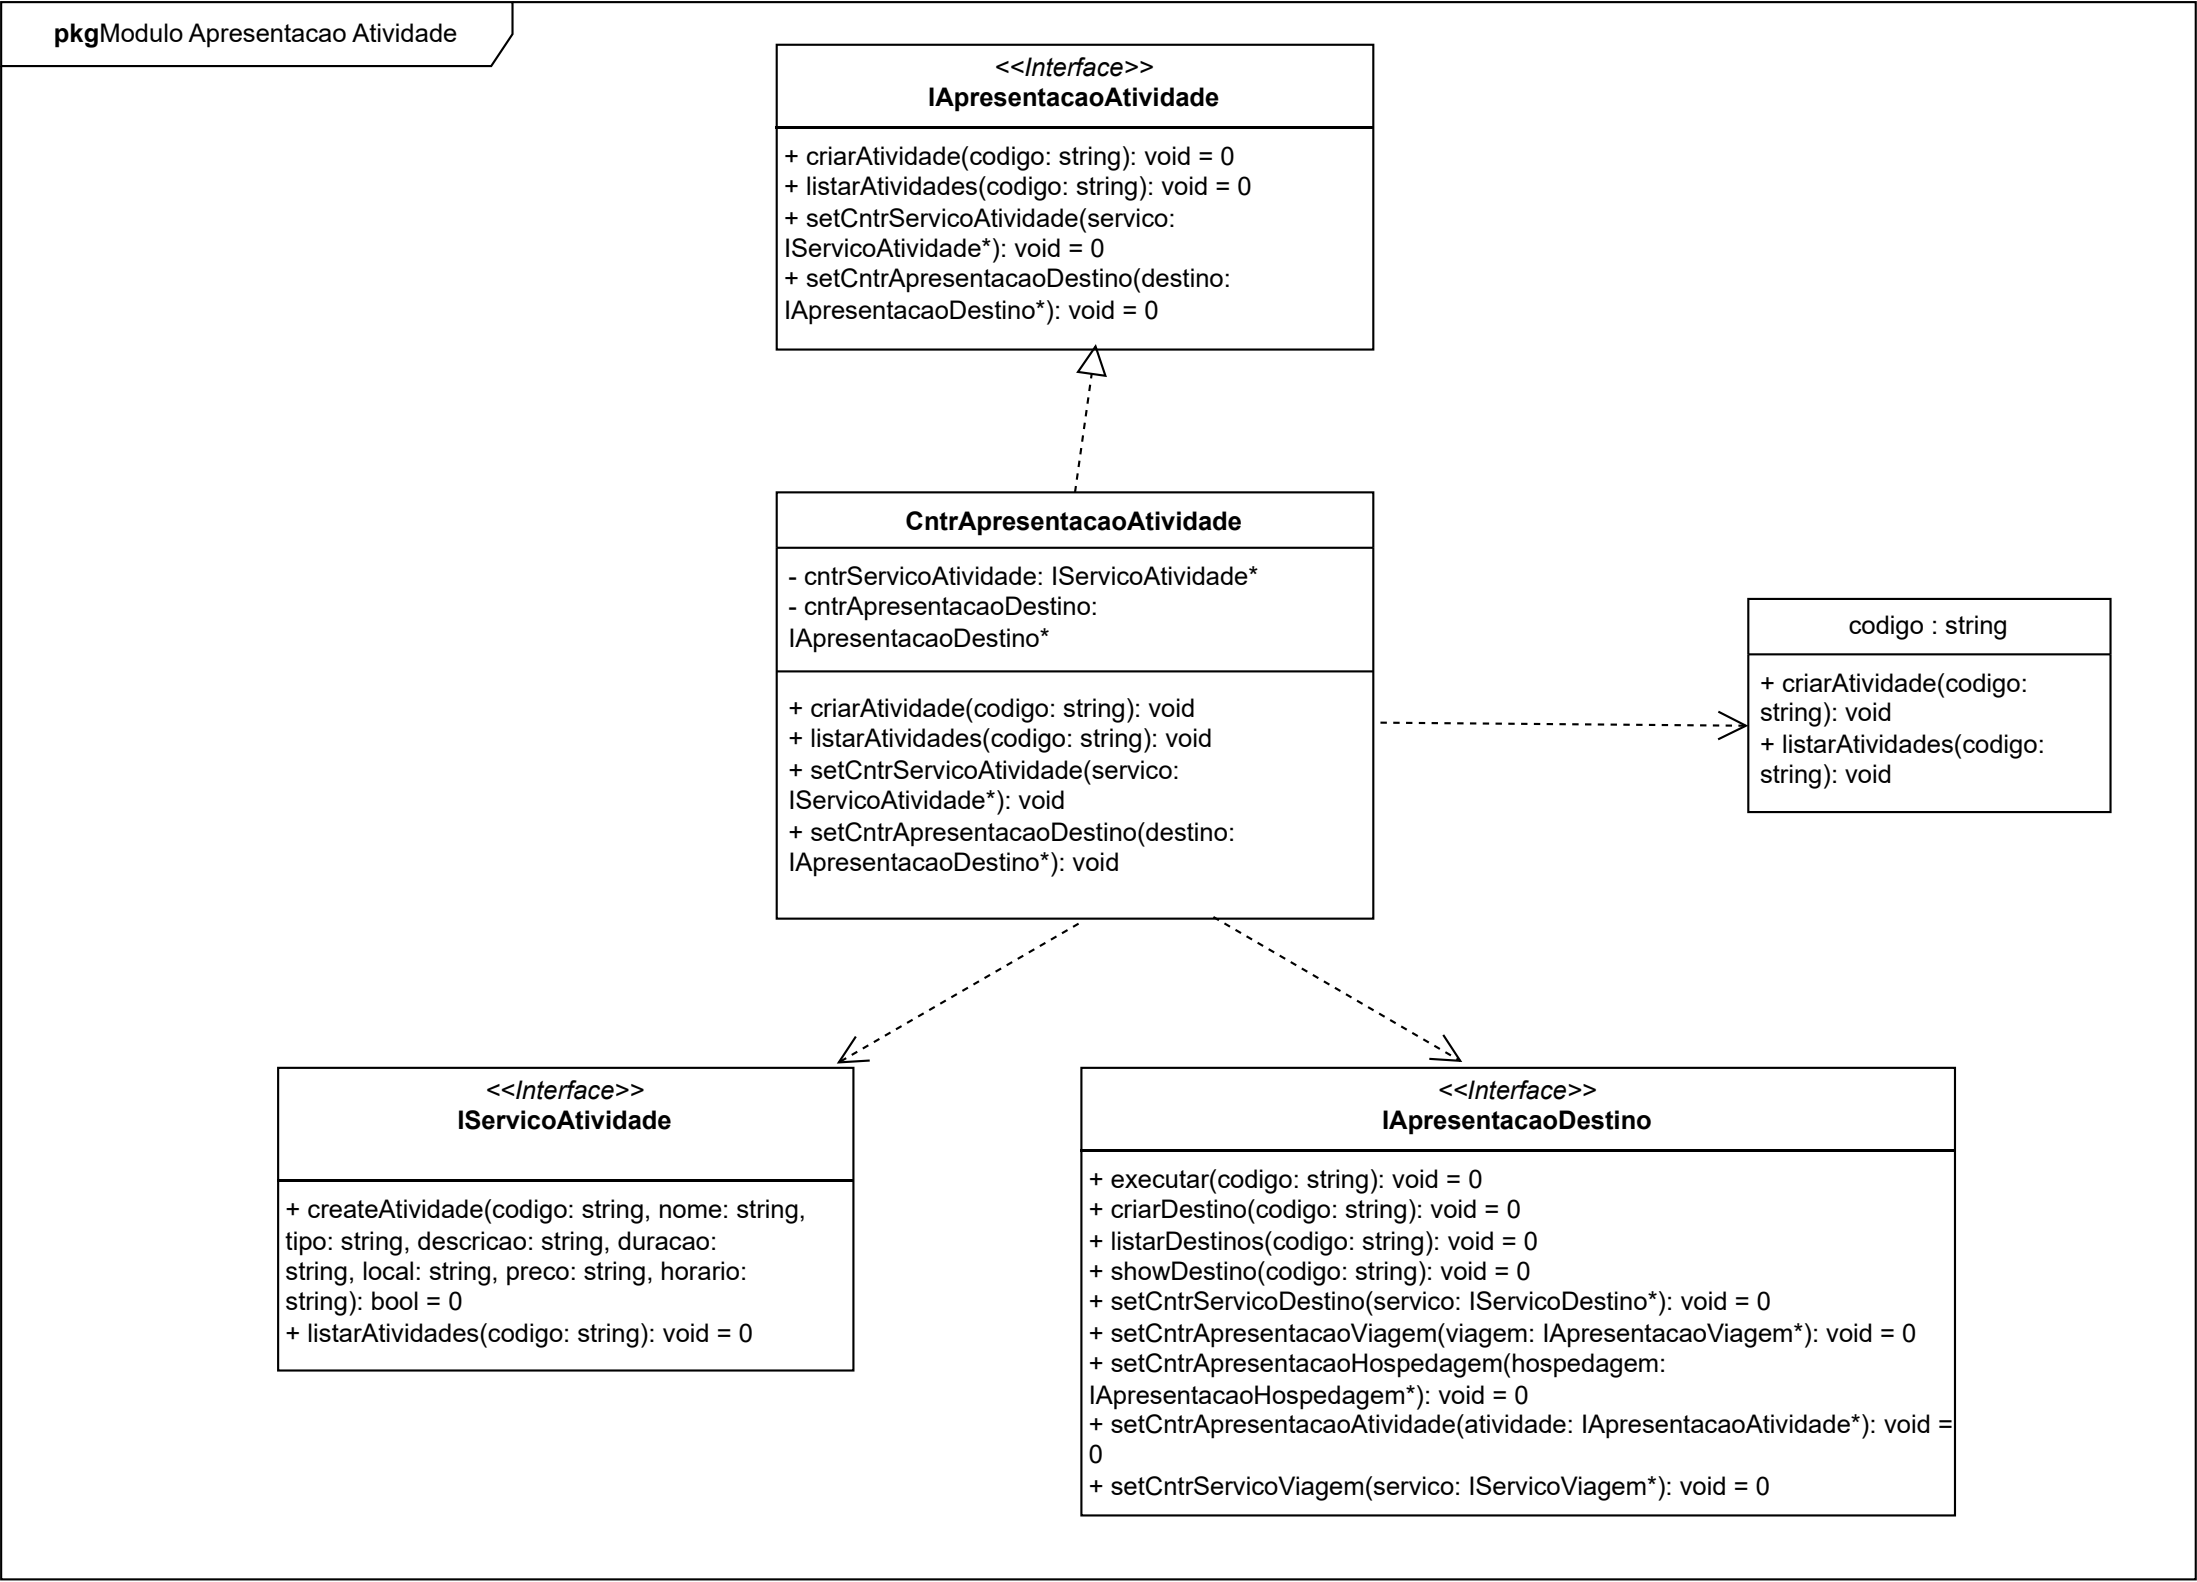 pkgModulo Apresentacao Atividade
<<Interface>>
IApresentacaoAtividade
+ criarAtividade(codigo: string): void = 0
+ listarAtividades(codigo: string): void = 0
+ setCntrServicoAtividade(servico:
IServicoAtividade*): void = 0
+ setCntrApresentacaoDestino(destino:
IApresentacaoDestino*): void = 0
CntrApresentacaoAtividade
- cntrServicoAtividade: IServicoAtividade*
- cntrApresentacaoDestino:
IApresentacaoDestino*
+ criarAtividade(codigo: string): void
+ listarAtividades(codigo: string): void
+ setCntrServicoAtividade(servico:
IServicoAtividade*): void
+ setCntrApresentacaoDestino(destino:
IApresentacaoDestino*): void
codigo : string
+ criarAtividade(codigo:
string): void
+ listarAtividades(codigo:
string): void
<<Interface>>
IServicoAtividade
+ createAtividade(codigo: string, nome: string,
tipo: string, descricao: string, duracao:
string, local: string, preco: string, horario:
string): bool = 0
+ listarAtividades(codigo: string): void = 0
<<Interface>>
IApresentacaoDestino
+ executar(codigo: string): void = 0
+ criarDestino(codigo: string): void = 0
+ listarDestinos(codigo: string): void = 0
+ showDestino(codigo: string): void = 0
+ setCntrServicoDestino(servico: IServicoDestino*): void = 0
+ setCntrApresentacaoViagem(viagem: IApresentacaoViagem*): void = 0
+ setCntrApresentacaoHospedagem(hospedagem:
IApresentacaoHospedagem*): void = 0
+ setCntrApresentacaoAtividade(atividade: IApresentacaoAtividade*): void =
0
+ setCntrServicoViagem(servico: IServicoViagem*): void = 0